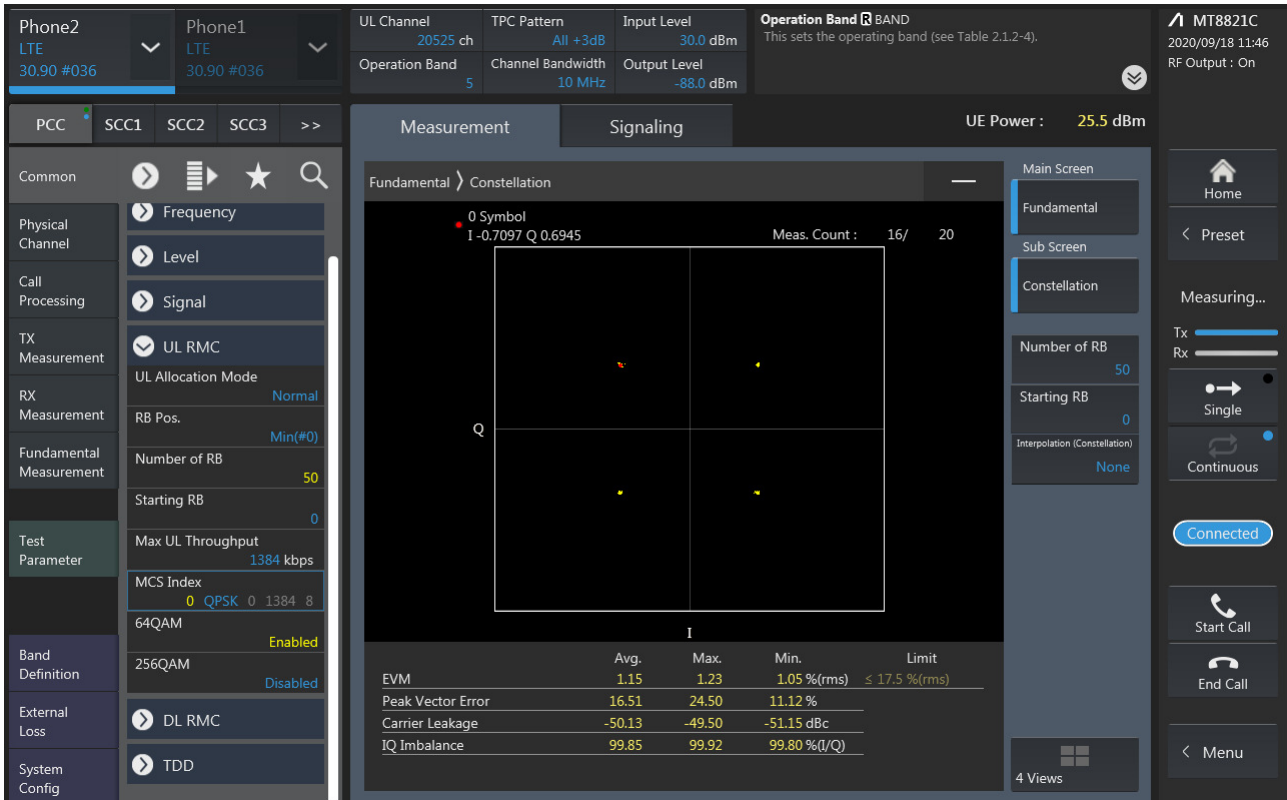 Phone2
LTE
30.90 #036
Phone1
LTE
30.90 #036
UL Channel
20525 ch
TPC Pattern
All +3dB
Input Level
30.0 dBm
Operation Band
5
Channel Bandwidth
10 MHz
Output Level
-88.0 dBm
Operation Band R BAND
This sets the operating band (see Table 2.1.2-4).
MT8821C
2020/09/18 11:46
RF Output : On
PCC SCC1 SCC2 SCC3 >>
Measurement
Signaling
UE Power : 25.5 dBm
Common
Physical
Channel
Call
Processing
TX
Measurement
RX
Measurement
Fundamental
Measurement
Test
Parameter
Band
Definition
External
Loss
System
Config
Frequency
Level
Signal
UL RMC
UL Allocation Mode
Normal
RB Pos.
Min(#0)
Number of RB
50
Starting RB
0
Max UL Throughput
1384 kbps
MCS Index
0 QPSK 0 1384 8
64QAM
Enabled
256QAM
Disabled
DL RMC
TDD
Fundamental 〉 Constellation
0 Symbol
I -0.7097 Q 0.6945
Meas. Count : 16/ 20
Q
I
Avg. Max. Min. Limit
EVM 1.15 1.23 1.05 %(rms) ≤ 17.5 %(rms)
Peak Vector Error 16.51 24.50 11.12 %
Carrier Leakage -50.13 -49.50 -51.15 dBc
IQ Imbalance 99.85 99.92 99.80 %(I/Q)
Main Screen
Fundamental
Sub Screen
Constellation
Number of RB
50
Starting RB
0
Interpolation (Constellation)
None
4 Views
Home
< Preset
Measuring...
Tx
Rx
Single
Continuous
Connected
Start Call
End Call
< Menu